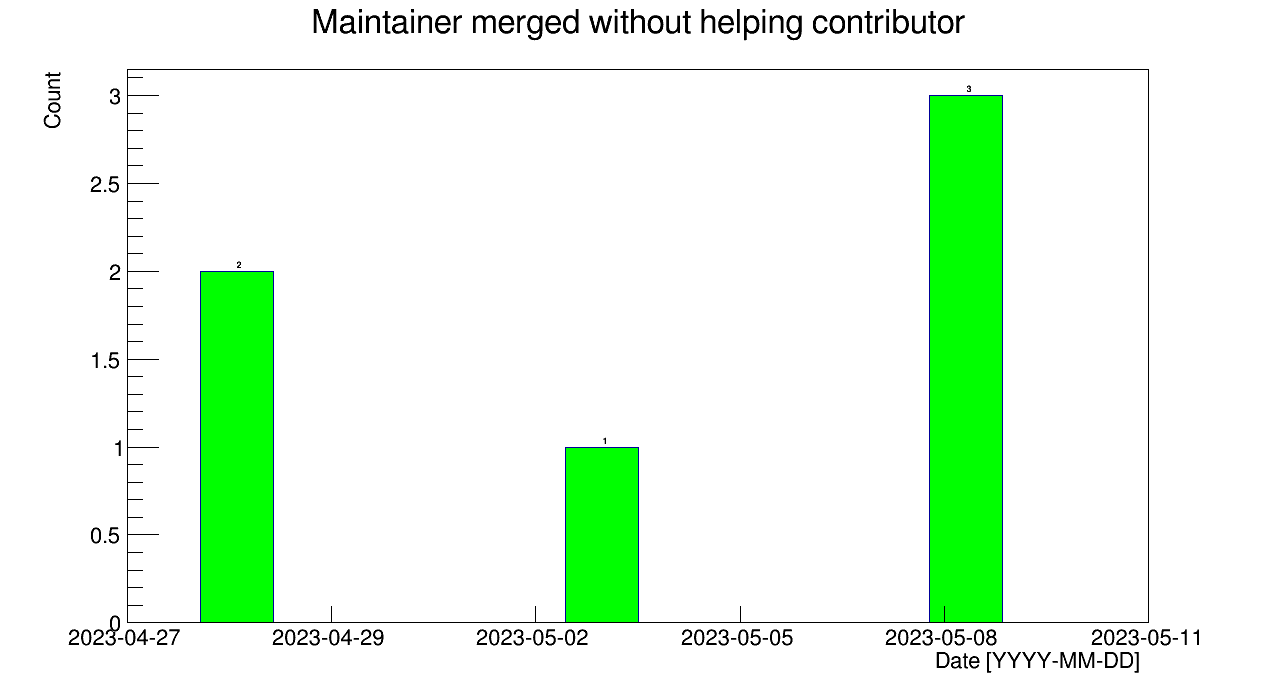 Maintainer merged without helping contributor
Count
3
2.5
2
1.5
1
0.5
0
2
1
3
2023-04-27 2023-04-29 2023-05-02 2023-05-05 2023-05-08 2023-05-11
Date [YYYY-MM-DD]